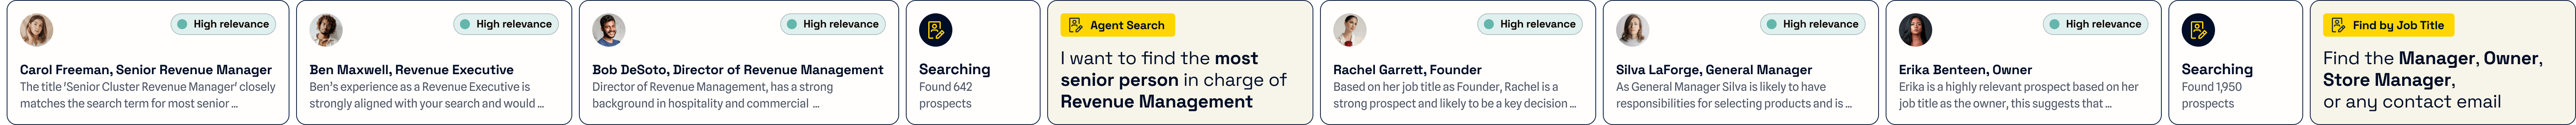 High relevance
Carol Freeman, Senior Revenue Manager
The title 'Senior Cluster Revenue Manager' closely
matches the search term for most senior ...
High relevance
Ben Maxwell, Revenue Executive
Ben's experience as a Revenue Executive is
strongly aligned with your search and would ...
High relevance
Bob DeSoto, Director of Revenue Management
Director of Revenue Management, has a strong
background in hospitality and commercial ...
Searching
Found 642
prospects
Agent Search
I want to find the most
senior person in charge of
Revenue Management
High relevance
Rachel Garrett, Founder
Based on her job title as Founder, Rachel is a
strong prospect and likely to be a key decision ...
High relevance
Silva LaForge, General Manager
As General Manager Silva is likely to have
responsibilities for selecting products and is ...
High relevance
Erika Benteen, Owner
Erika is a highly relevant prospect based on her
job title as the owner, this suggests that ...
Searching
Found 1,950
prospects
Find by Job Title
Find the Manager, Owner,
Store Manager,
or any contact email